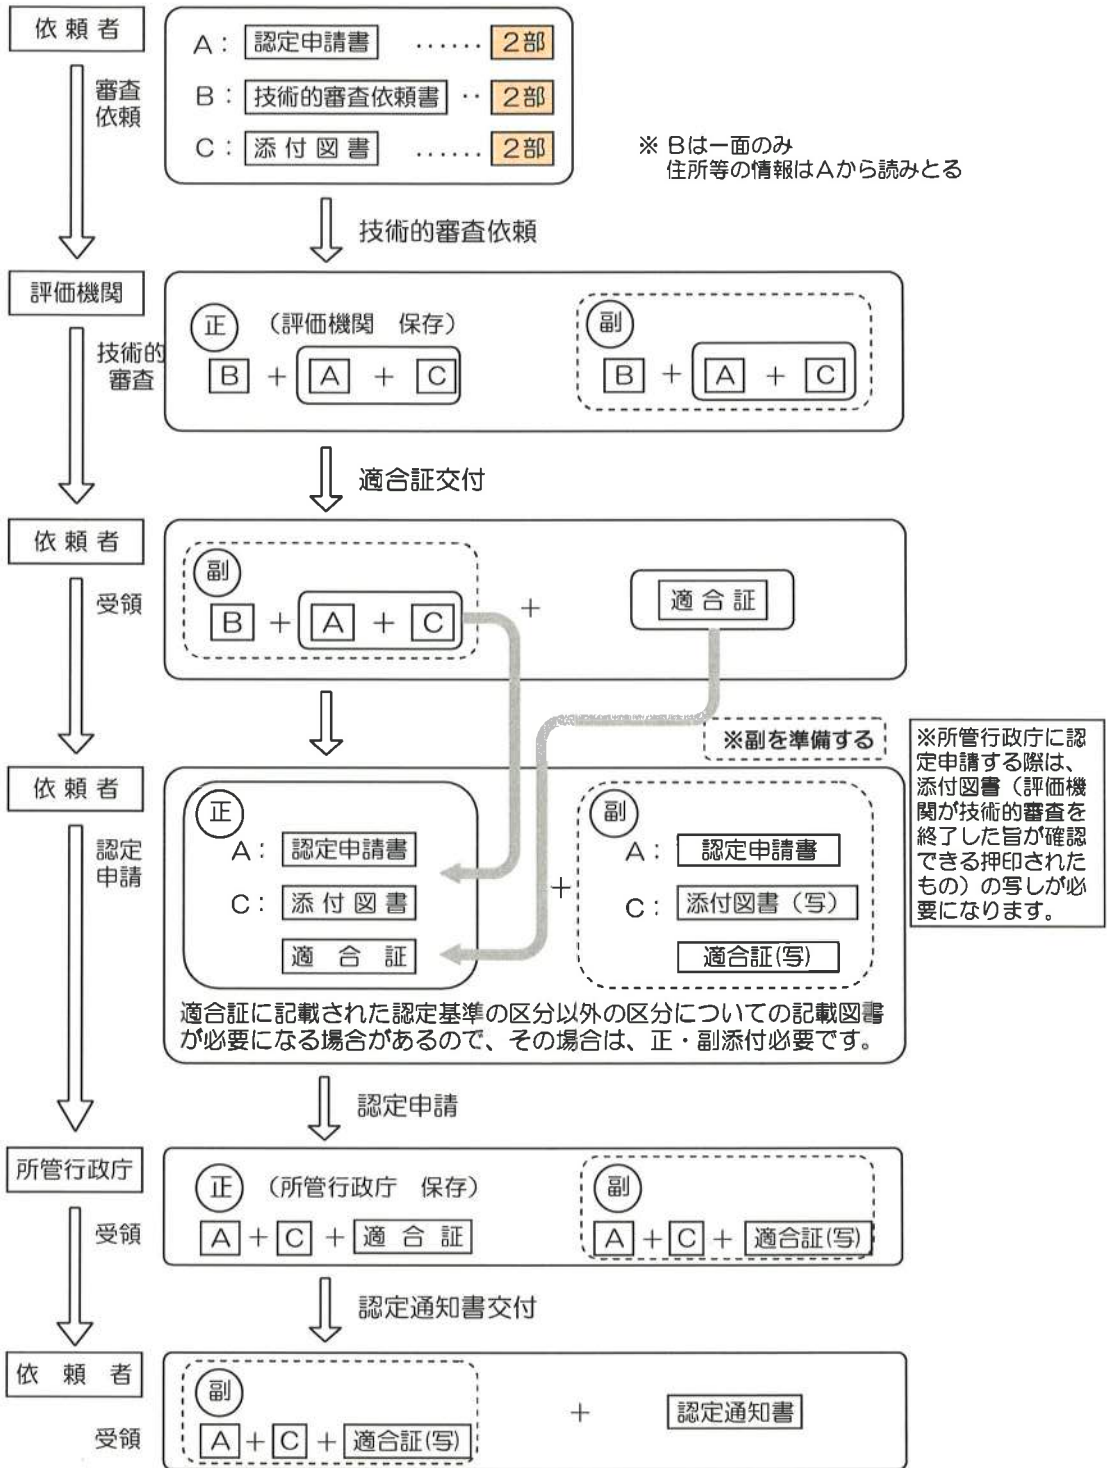 依頼者
審査
依頼
A： 認定申請書 ‥‥‥ 2部
B： 技術的審査依頼書 ‥ 2部
C： 添付図書 ‥‥‥ 2部
※ Bは一面のみ
住所等の情報はAから読みとる
技術的審査依頼
評価機関
技術的
審査
正 （評価機関 保存）
B + A + C
副
B + A + C
適合証交付
依頼者
受領
副
B + A + C
+
適合証
※副を準備する
※所管行政庁に認
定申請する際は、
添付図書（評価機
関が技術的審査を
終了した旨が確認
できる押印された
もの）の写しが必
要になります。
依頼者
認定
申請
正
A： 認定申請書
C： 添付図書
適合証
+
副
A： 認定申請書
C： 添付図書（写）
適合証(写)
適合証に記載された認定基準の区分以外の区分についての記載図書
が必要になる場合があるので、その場合は、正・副添付必要です。
認定申請
所管行政庁
受領
正 （所管行政庁 保存）
A + C + 適合証
副
A + C + 適合証(写)
認定通知書交付
依頼者
受領
副
A + C + 適合証(写)
+
認定通知書